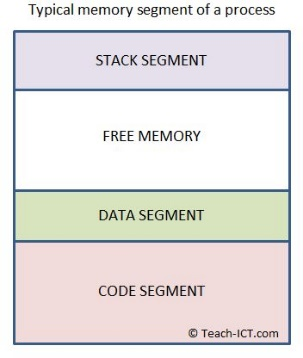 Typical memory segment of a process
STACK SEGMENT
FREE MEMORY
DATA SEGMENT
CODE SEGMENT
© Teach-ICT.com